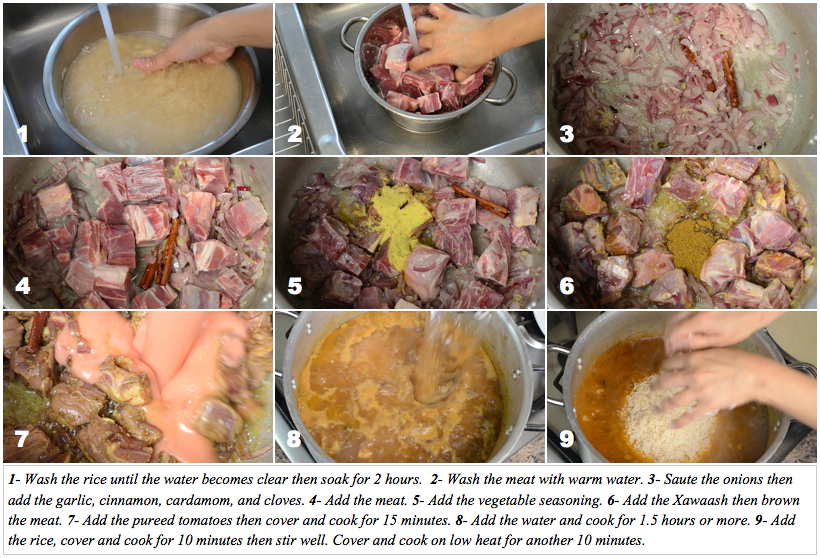 1
2
3
4
5
6
7
8
9
1- Wash the rice until the water becomes clear then soak for 2 hours. 2- Wash the meat with warm water. 3- Saute the onions then
add the garlic, cinnamon, cardamom, and cloves. 4- Add the meat. 5- Add the vegetable seasoning. 6- Add the Xawaash then brown
the meat. 7- Add the pureed tomatoes then cover and cook for 15 minutes. 8- Add the water and cook for 1.5 hours or more. 9- Add
the rice, cover and cook for 10 minutes then stir well. Cover and cook on low heat for another 10 minutes.